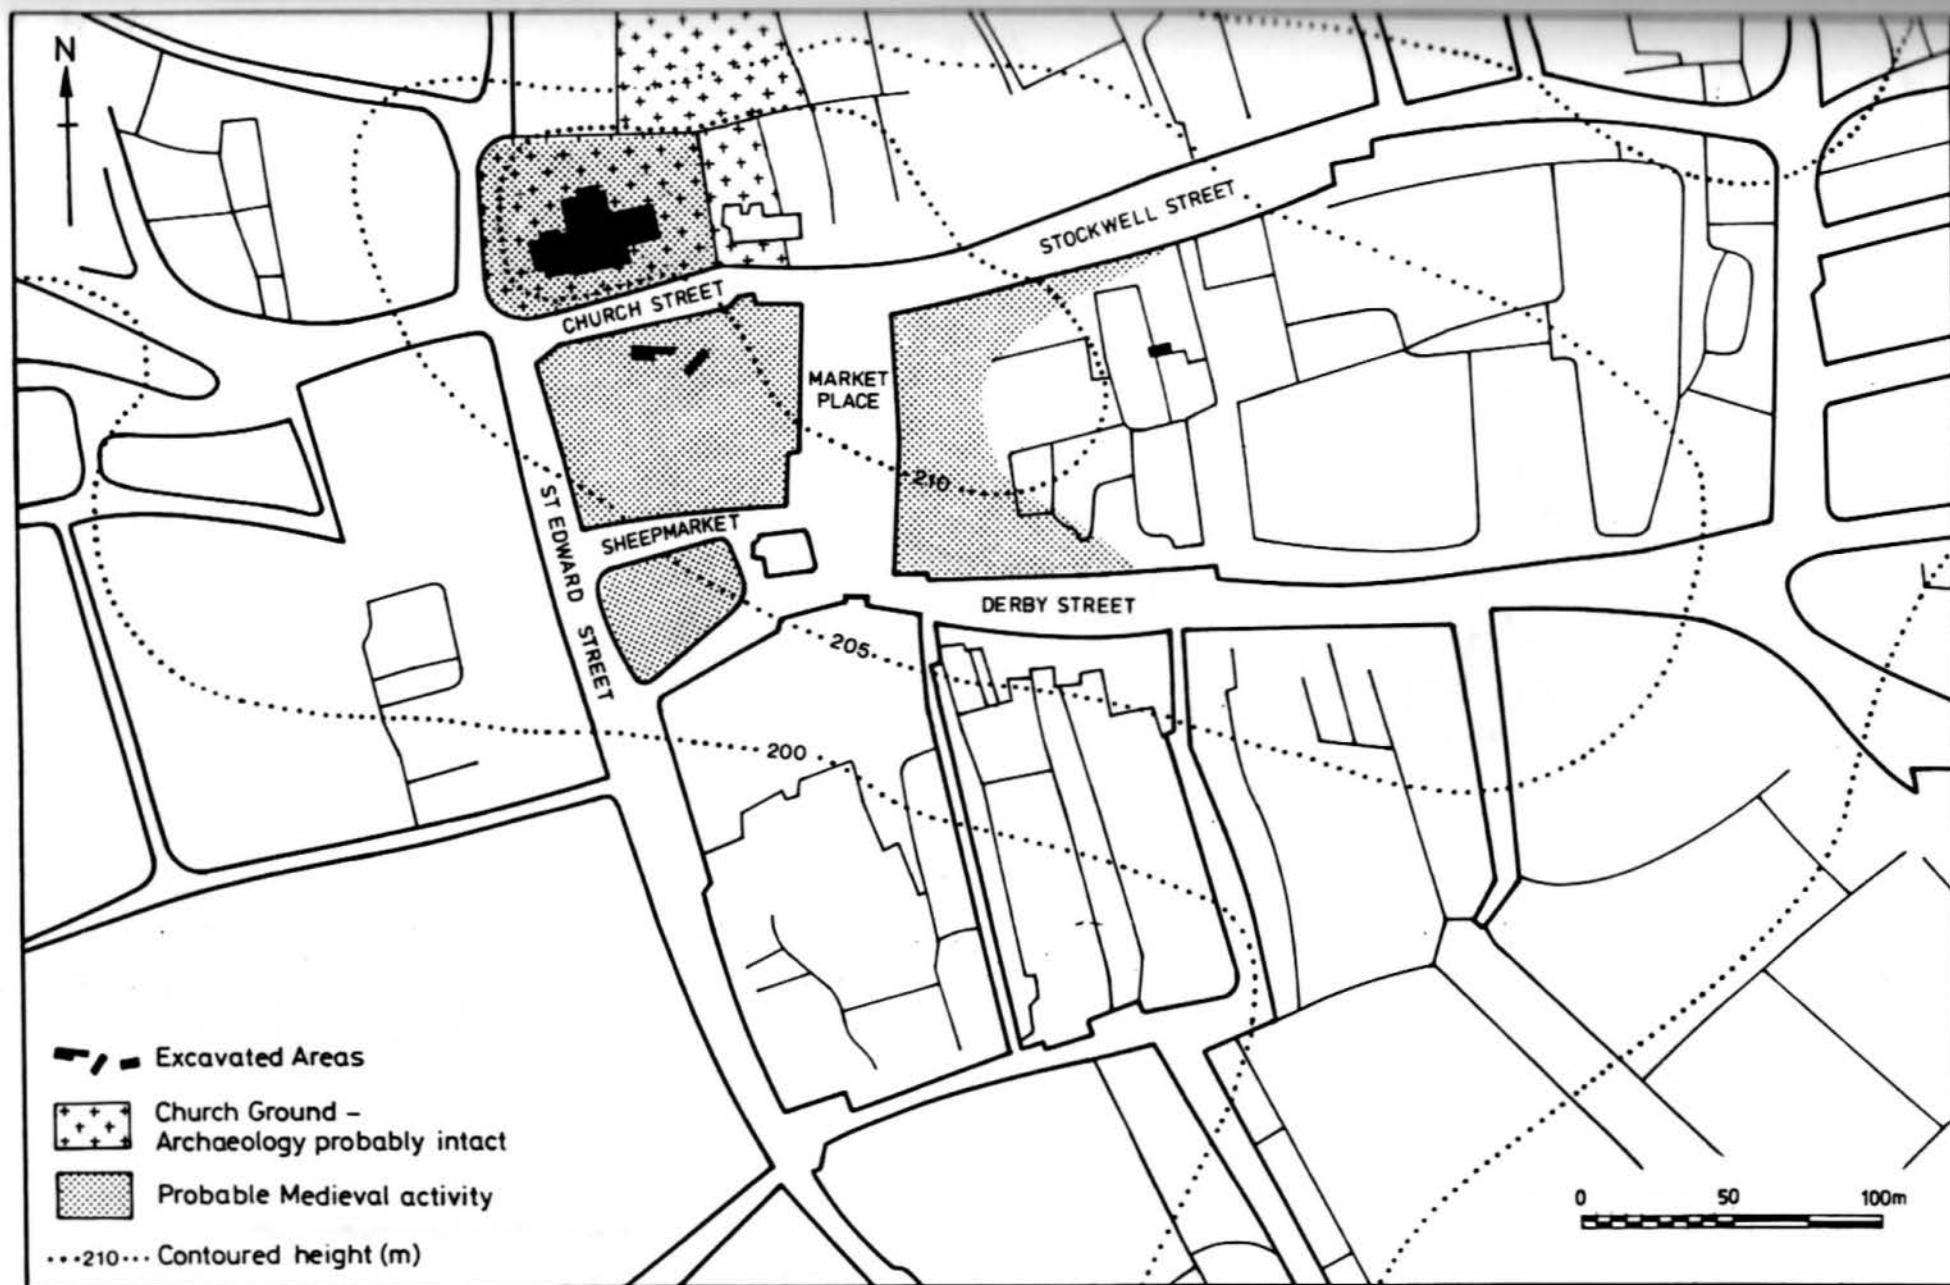 N
STOCKWELL STREET
CHURCH STREET
MARKET
PLACE
210
ST EDWARD STREET
SHEEPMARKET
DERBY STREET
205
200
Excavated Areas
Church Ground –
Archaeology probably intact
Probable Medieval activity
210 Contoured height (m)
0 50 100m